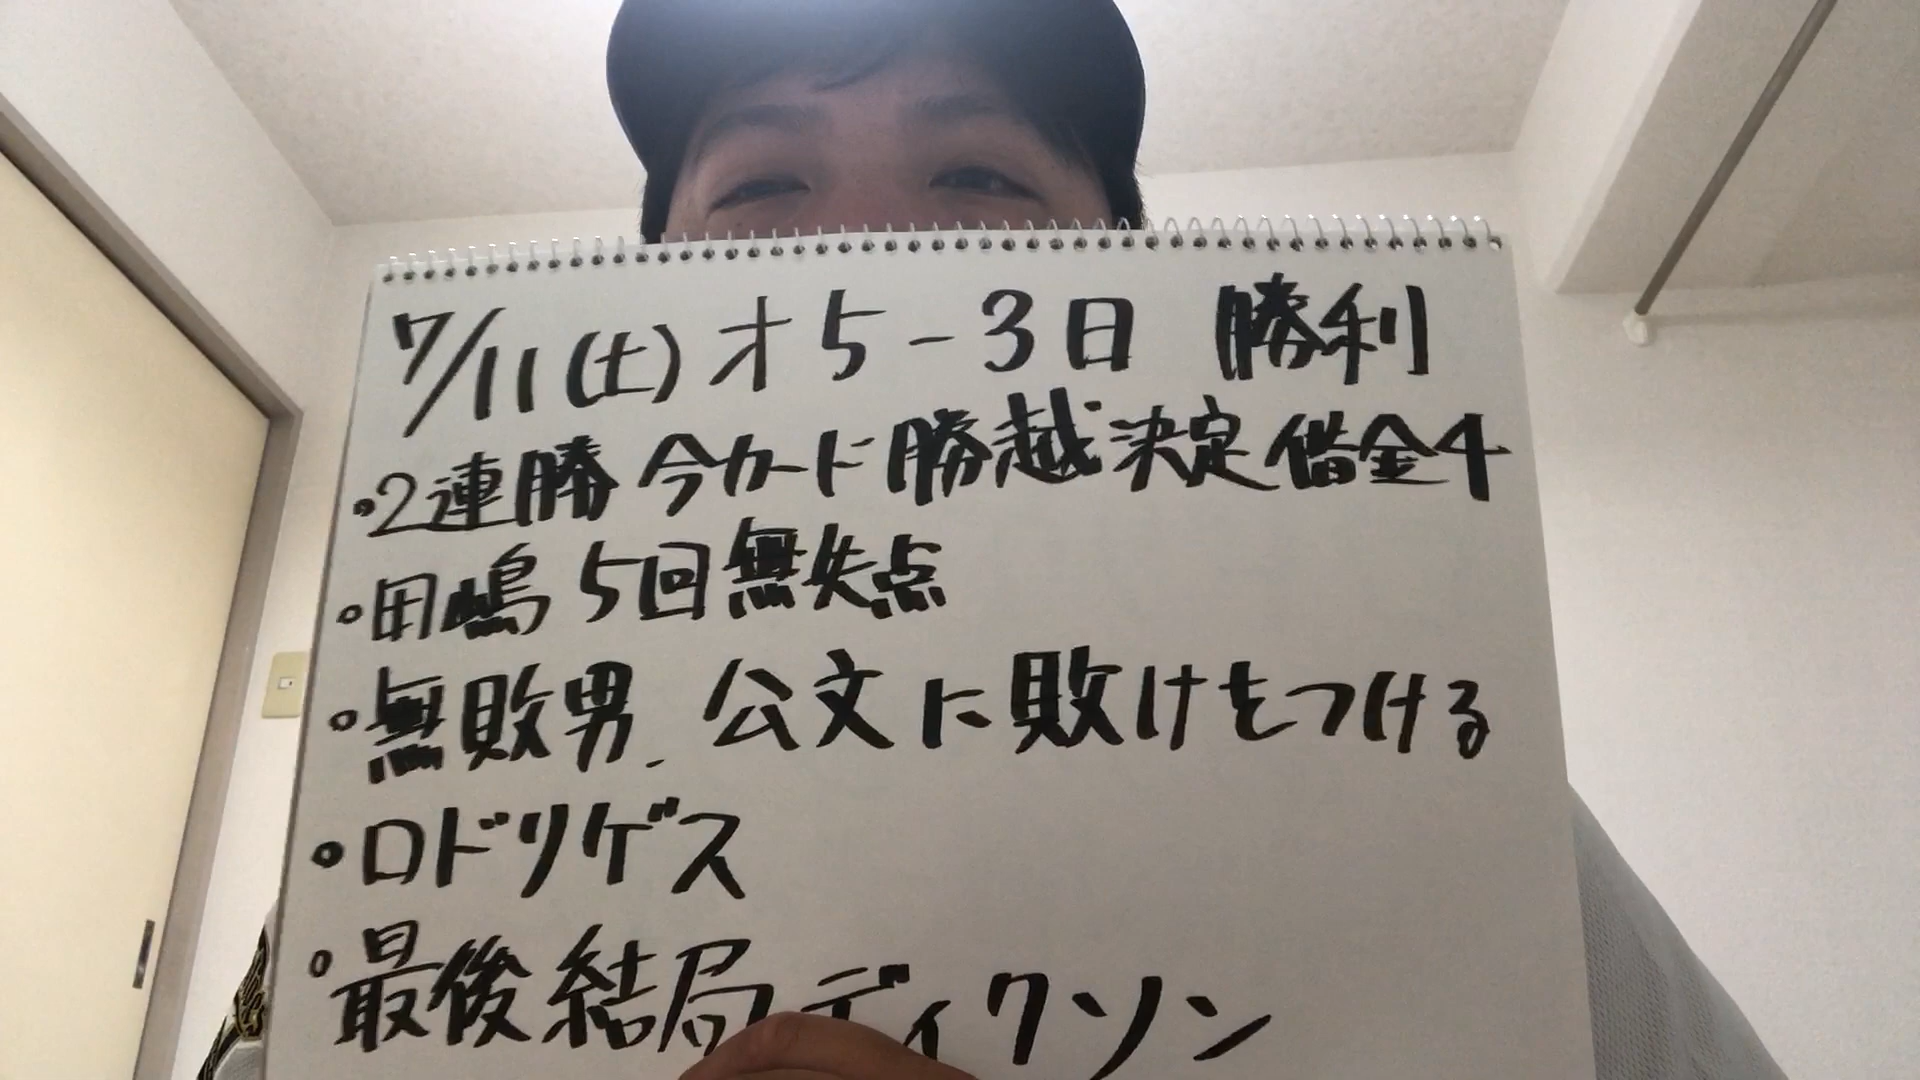 7/11(土) オ5-3日 勝利
・2連勝 今カード勝越決定 借金4
・田嶋 5回無失点
・無敗男、公文に敗けをつける
・ロドリゲス
・最後結局ディクソン